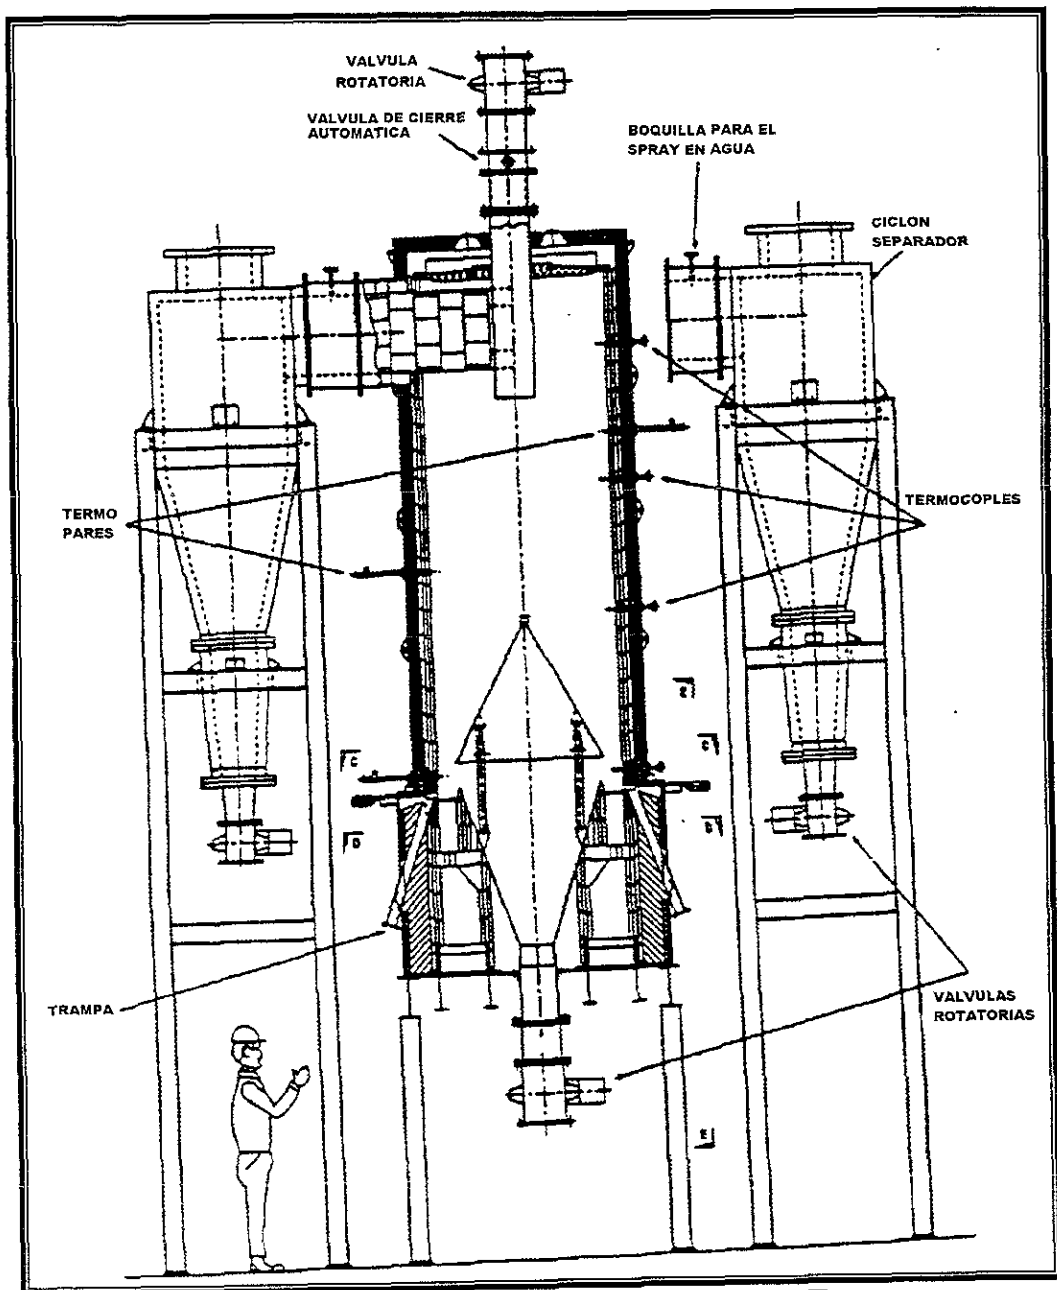 VALVULA
ROTATORIA
VALVULA DE CIERRE
AUTOMATICA
BOQUILLA PARA EL
SPRAY EN AGUA
CICLON
SEPARADOR
TERMO
PARES
TERMOCOPLES
C
C
D
TRAMPA
VALVULAS
ROTATORIAS
E